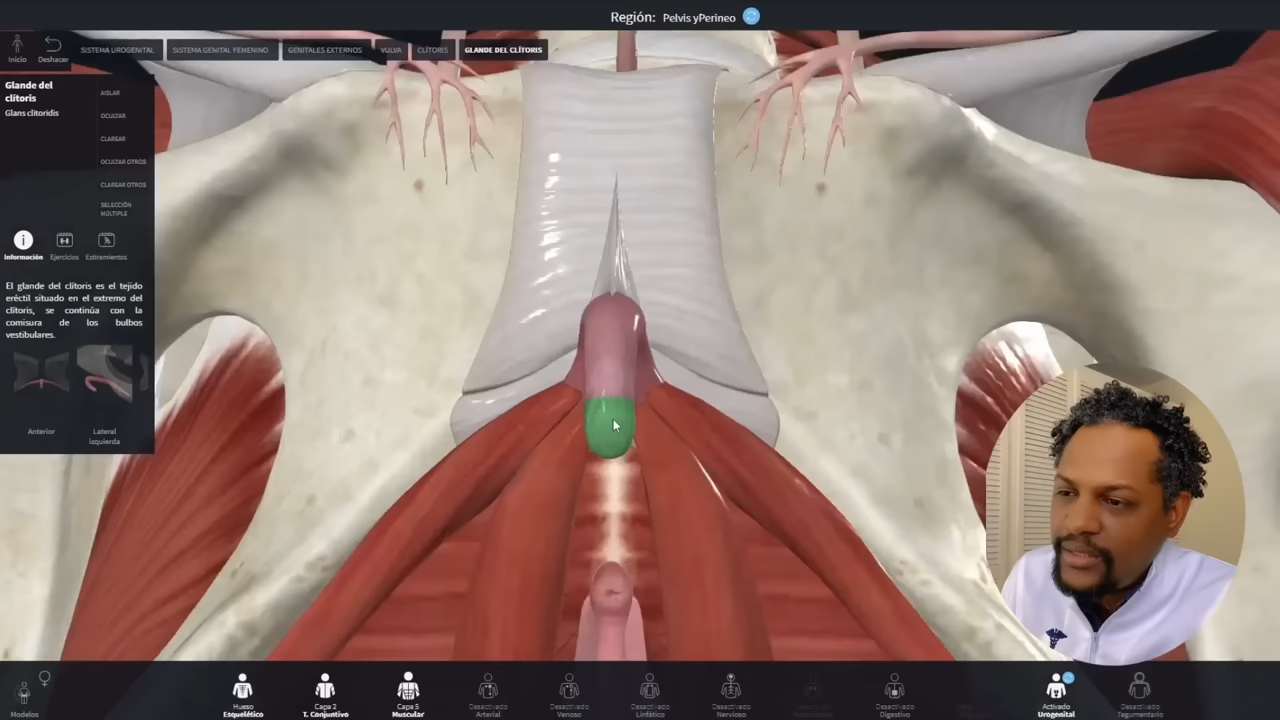 Región: Pelvis yPerineo
Inicio
Deshacer
SISTEMA UROGENITAL
SISTEMA GENITAL FEMENINO
GENITALES EXTERNOS
VULVA
CLÍTORIS
GLANDE DEL CLÍTORIS
Glande del
clítoris
Glans clitoridis
AISLAR
OCULTAR
CLAREAR
OCULTAR OTROS
CLAREAR OTROS
SELECCIÓN
MÚLTIPLE
Información
Ejercicios
Estiramientos
El glande del clítoris es el tejido
eréctil situado en el extremo del
clítoris, se continúa con la
comisura de los bulbos
vestibulares.
Anterior
Lateral
izquierda
Modelos
Hueso
Esquelético
Capa 2
T. Conjuntivo
Capa 5
Muscular
Desactivado
Arterial
Desactivado
Venoso
Desactivado
Linfático
Desactivado
Nervioso
Desactivado
Digestivo
Activado
Urogenital
Desactivado
Tegumentario